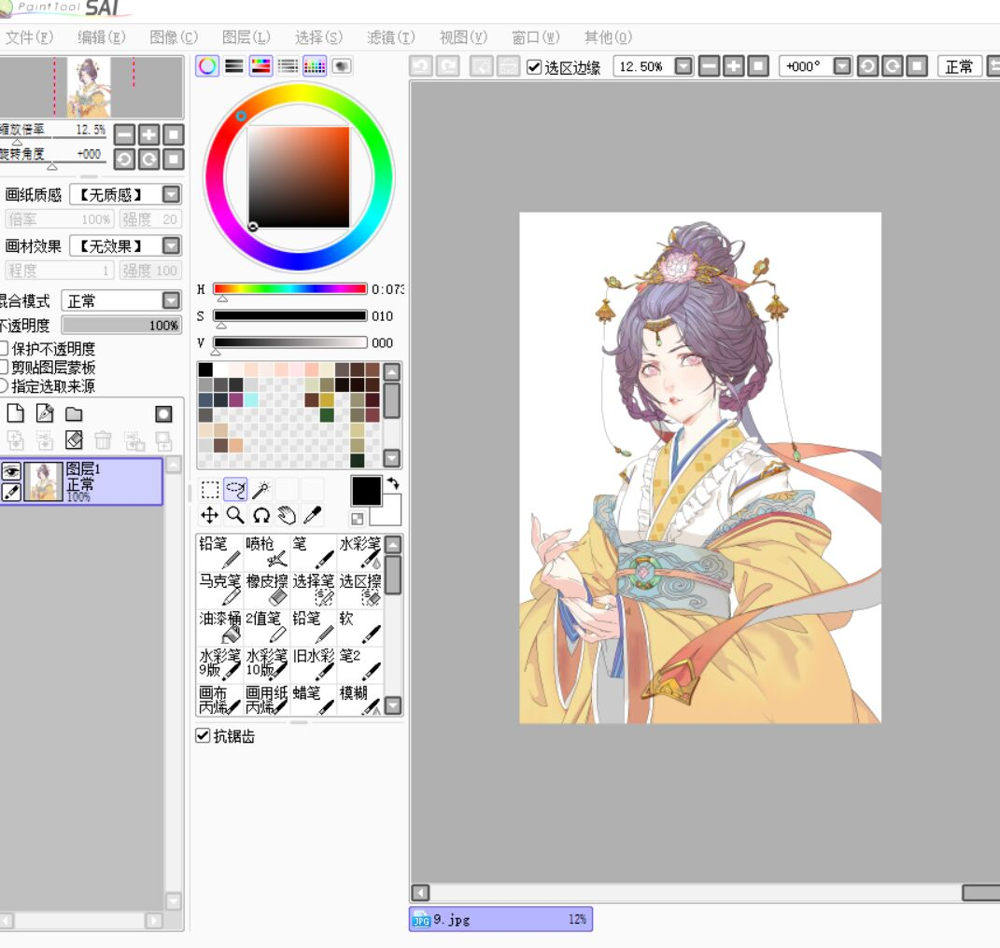 PaintTool SAI
文件(F) 编辑(E) 图像(C) 图层(L) 选择(S) 滤镜(T) 视图(V) 窗口(W) 其他(O)
选区边缘 12.50% +000° 正常
缩放倍率 12.5%
旋转角度 +000
画纸质感 【无质感】
倍率 100% 强度 20
画材效果 【无效果】
程度 1 强度 100
混合模式 正常
不透明度 100%
保护不透明度
剪贴图层蒙板
指定选取来源
图层1
正常
100%
H 0:073
S 010
V 000
铅笔 喷枪 笔 水彩笔
马克笔 橡皮擦 选择笔 选区擦
油漆桶 2值笔 铅笔 软
水彩笔 9版 水彩笔 10版 旧水彩 笔2
画布 丙烯 画用纸 丙烯 蜡笔 模糊
抗锯齿
9.jpg 12%